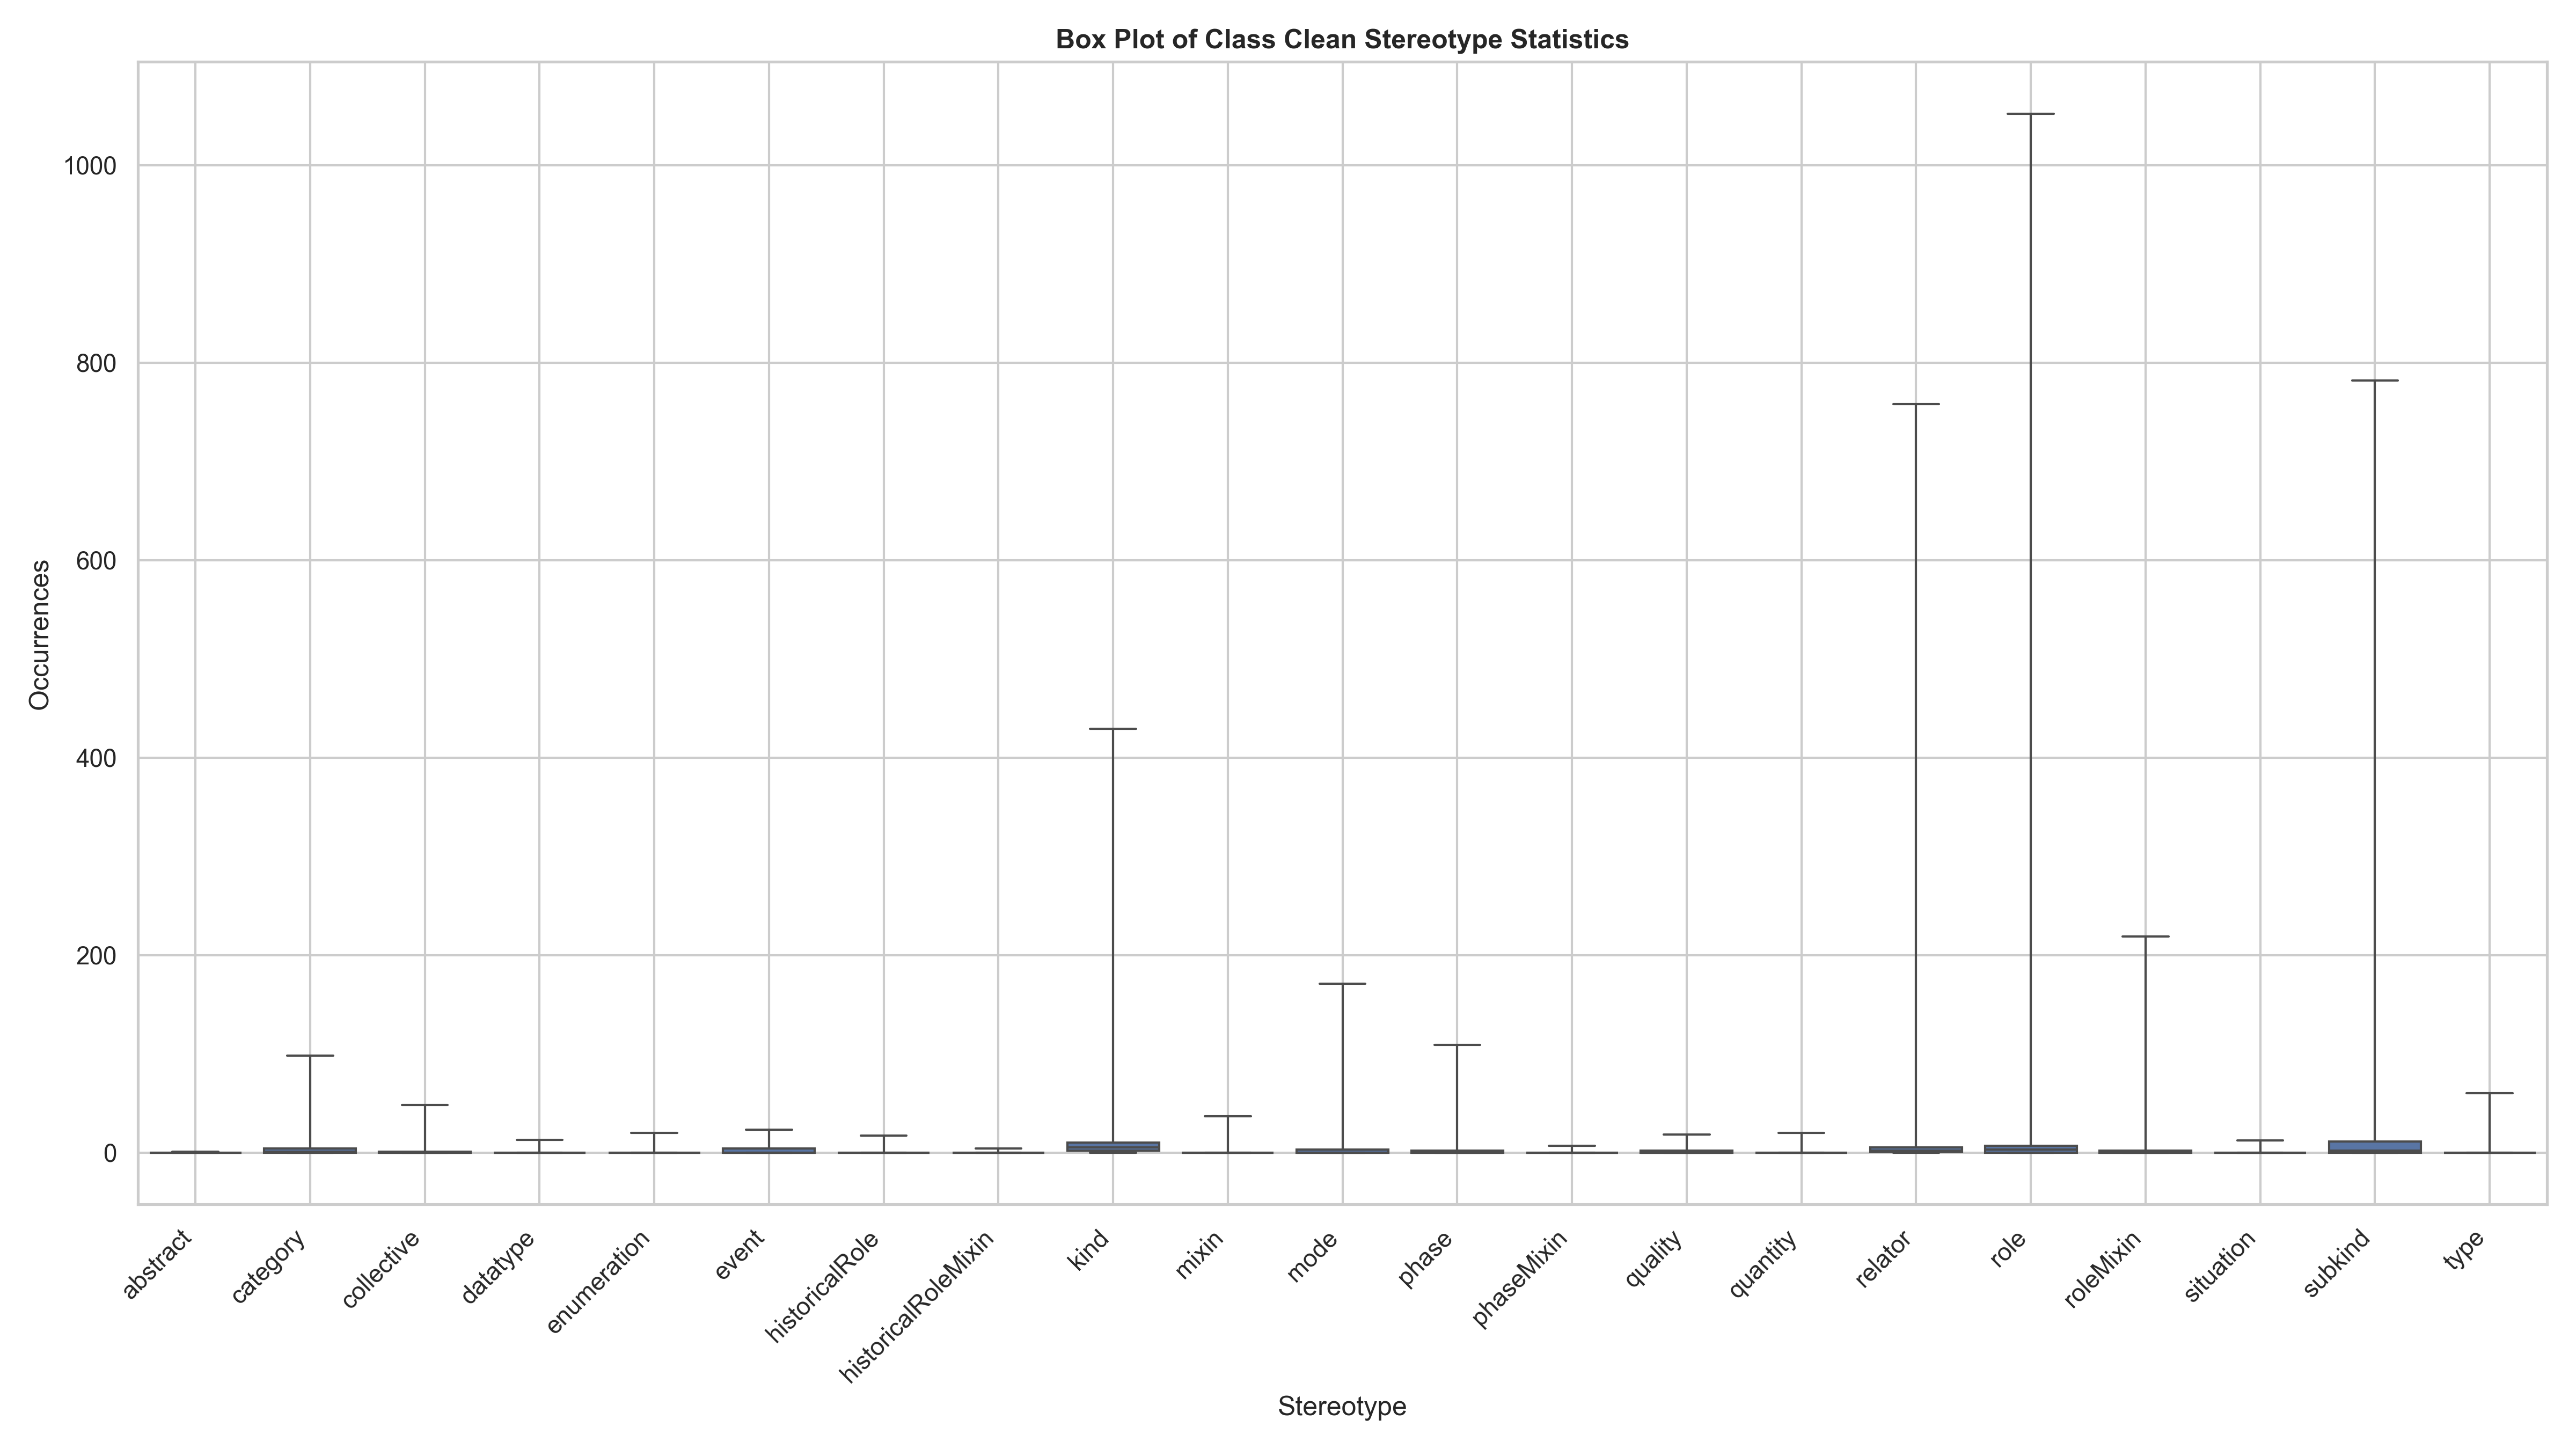 Box Plot of Class Clean Stereotype Statistics
1000
800
600
400
200
0
Occurrences
abstract
category
collective
datatype
enumeration
event
historicalRole
historicalRoleMixin
kind
mixin
mode
phase
phaseMixin
quality
quantity
relator
role
roleMixin
situation
subkind
type
Stereotype